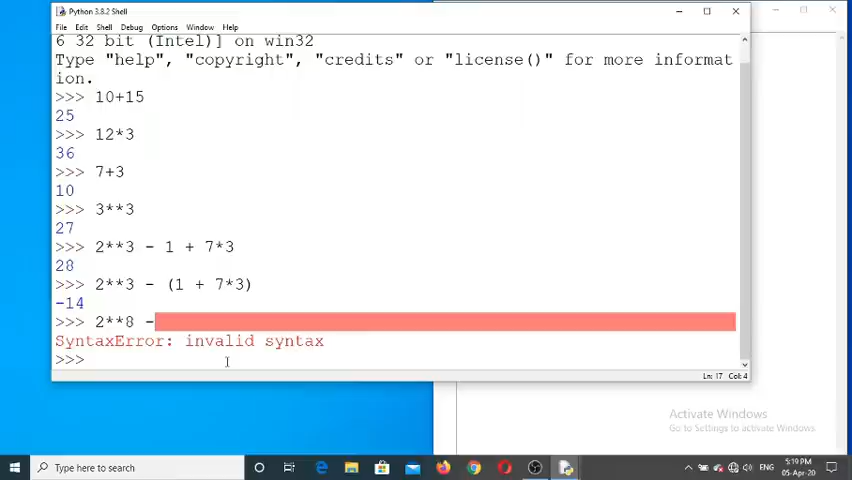 Python 3.8.2 Shell
File Edit Shell Debug Options Window Help
6 32 bit (Intel)] on win32
Type "help", "copyright", "credits" or "license()" for more informat
ion.
>>> 10+15
25
>>> 12*3
36
>>> 7+3
10
>>> 3**3
27
>>> 2**3 - 1 + 7*3
28
>>> 2**3 - (1 + 7*3)
-14
>>> 2**8 -
SyntaxError: invalid syntax
>>>
Ln: 17 Col: 4
Activate Windows
Go to Settings to activate Windows.
Type here to search
ENG
5:19 PM
05-Apr-20